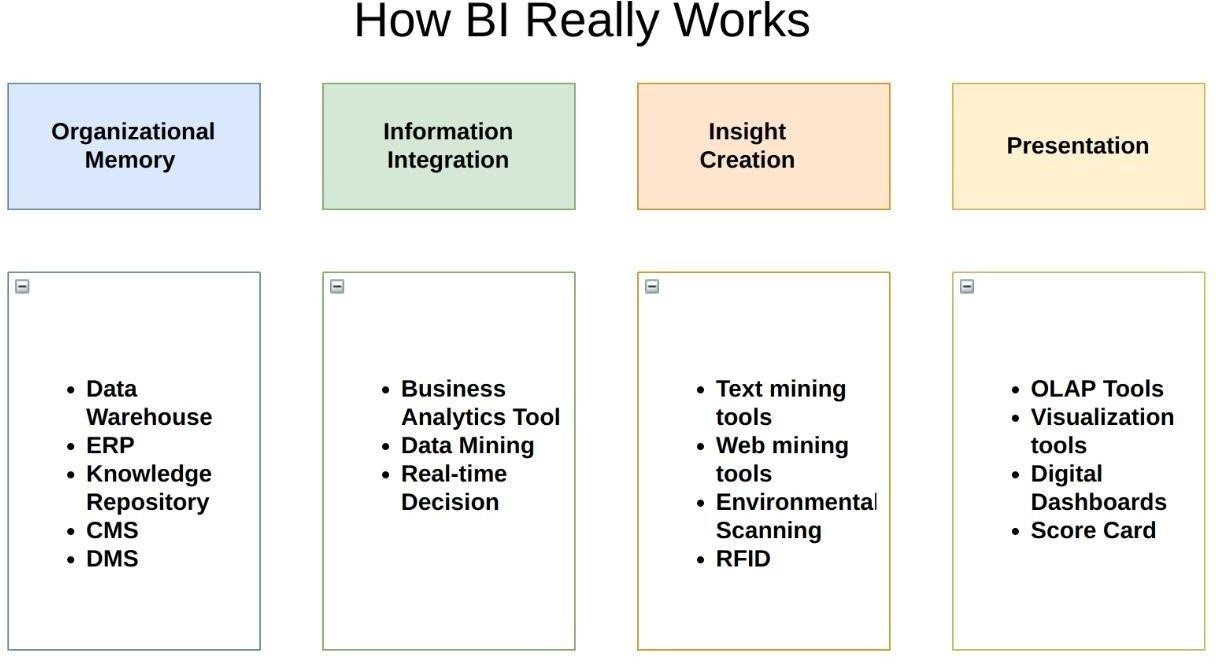 How BI Really Works
Organizational
Memory
Information
Integration
Insight
Creation
Presentation
• Data
Warehouse
• ERP
• Knowledge
Repository
• CMS
• DMS
• Business
Analytics Tool
• Data Mining
• Real-time
Decision
• Text mining
tools
• Web mining
tools
• Environmental
Scanning
• RFID
• OLAP Tools
• Visualization
tools
• Digital
Dashboards
• Score Card